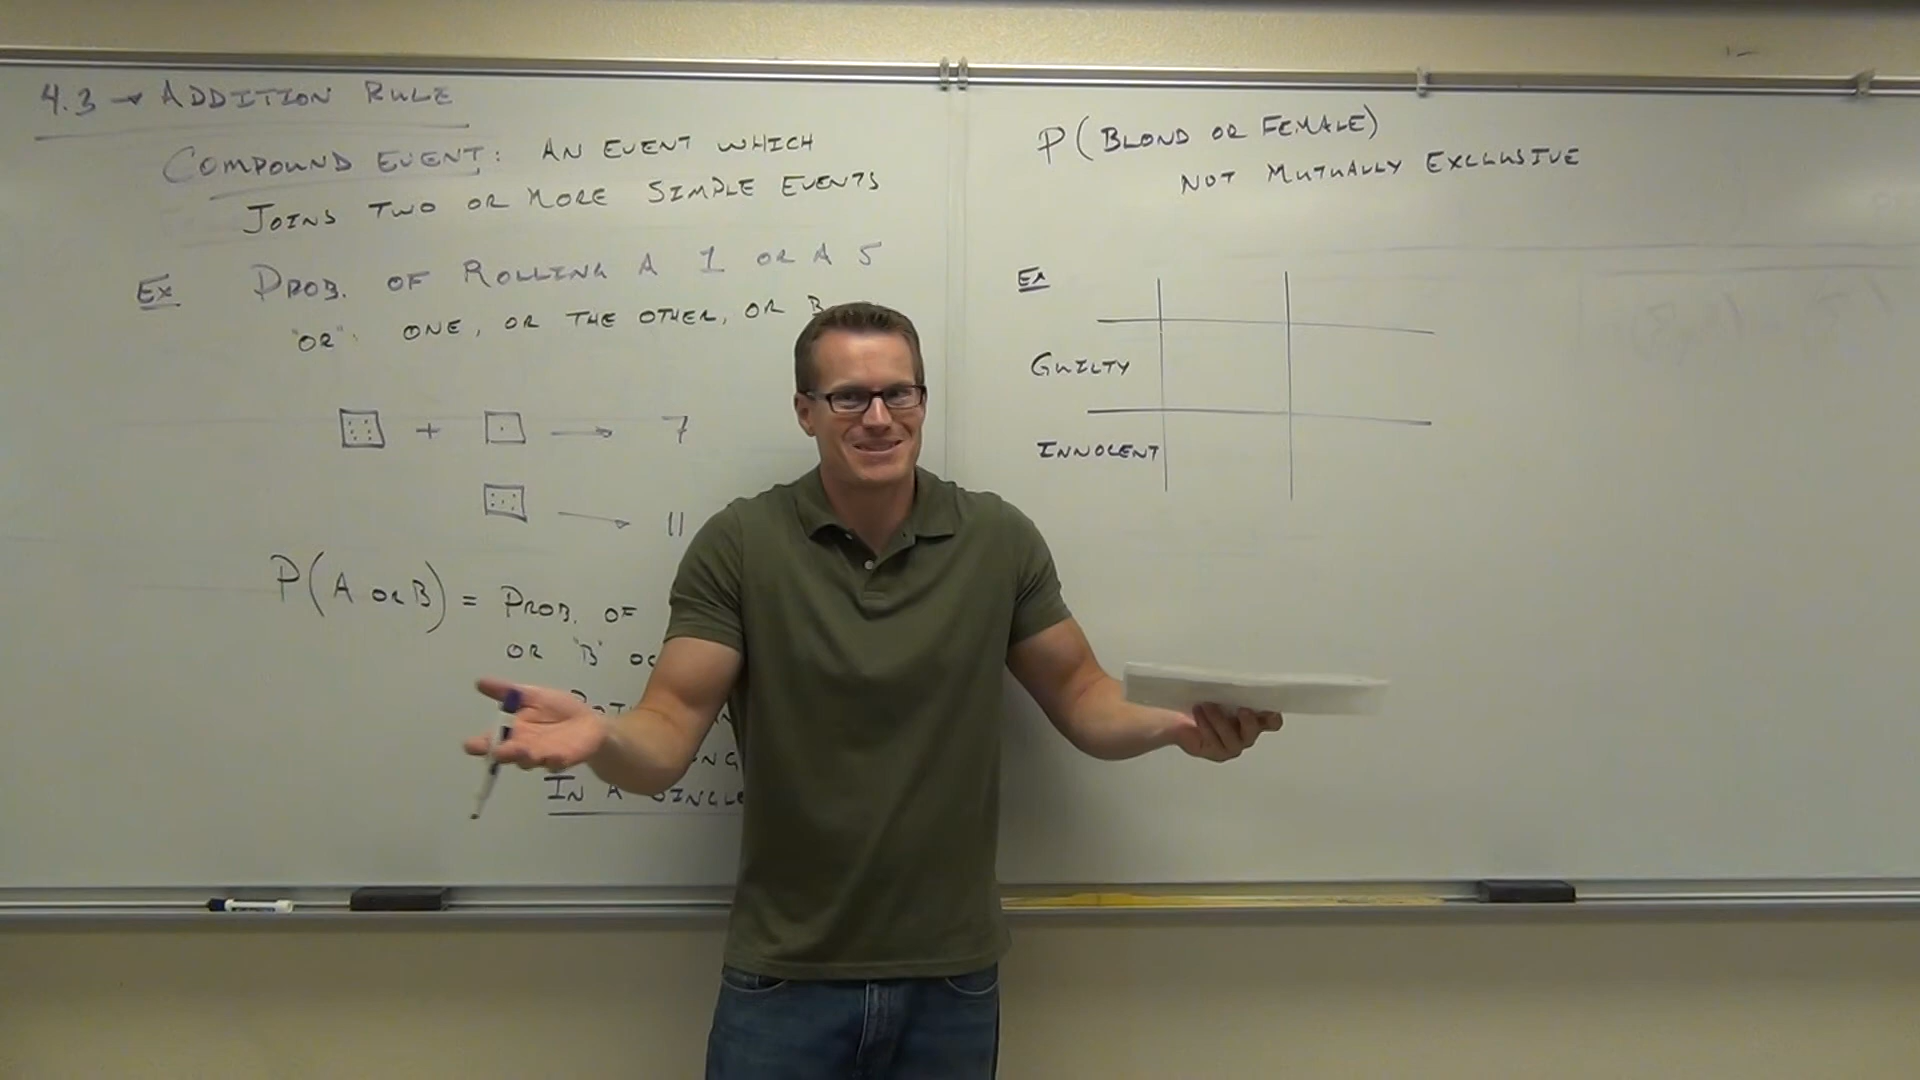 4.3 → ADDITION RULE
COMPOUND EVENT: AN EVENT WHICH
JOINS TWO OR MORE SIMPLE EVENTS
EX PROB. OF ROLLING A 1 OR A 5
"OR": ONE, OR THE OTHER, OR
+ → 7
→ 11
P(A OR B) = PROB. OF
OR "B"
IN A SINGLE
P(BLOND OR FEMALE)
NOT MUTUALLY EXCLUSIVE
EX
GUILTY
INNOCENT